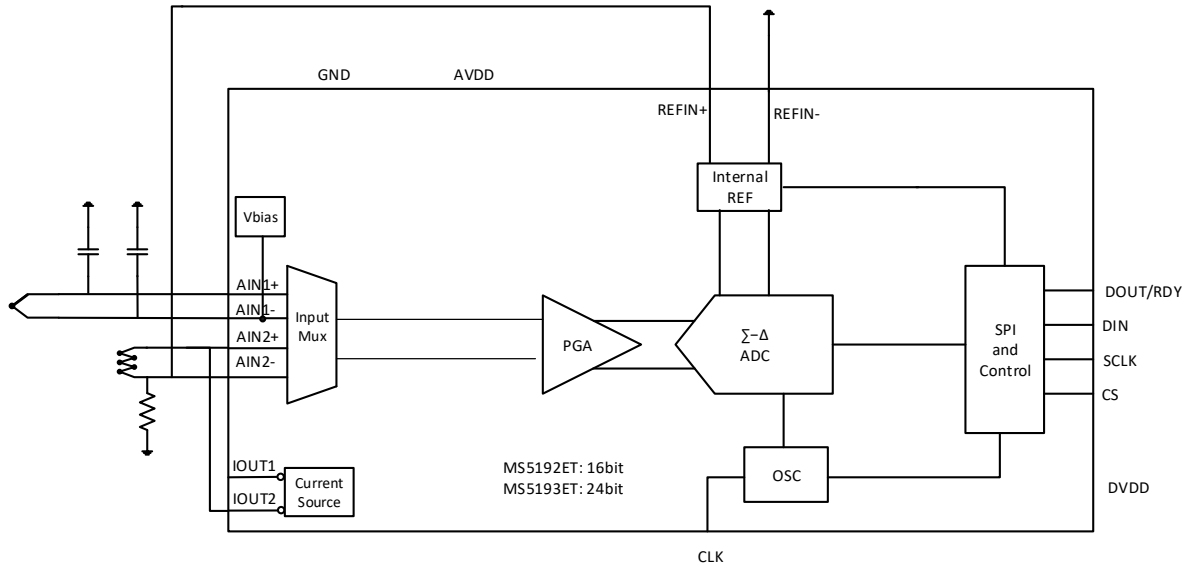 GND
AVDD
REFIN+
REFIN-
Internal
REF
Vbias
AIN1+
AIN1-
AIN2+
AIN2-
Input
Mux
PGA
∑−Δ
ADC
SPI
and
Control
DOUT/RDY
DIN
SCLK
CS
IOUT1
IOUT2
Current
Source
MS5192ET: 16bit
MS5193ET: 24bit
OSC
DVDD
CLK